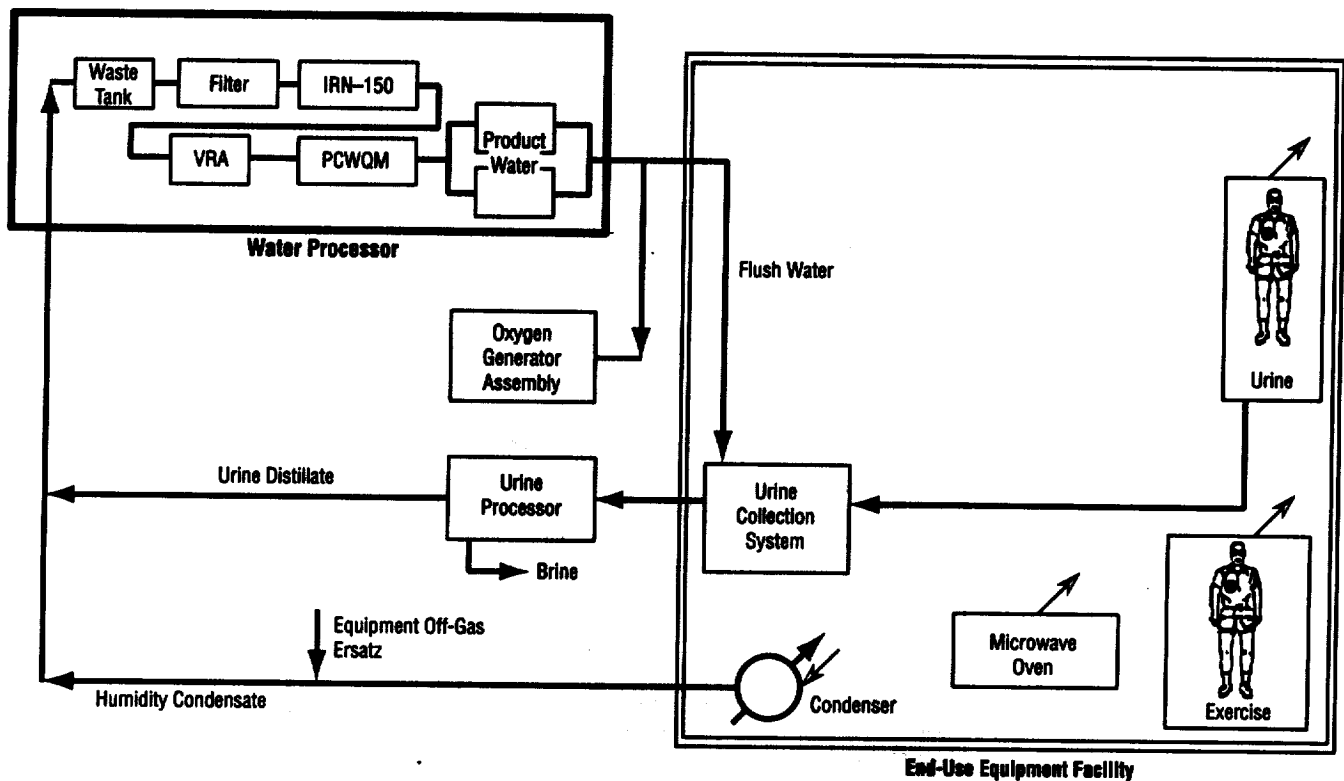 Waste
Tank
Filter
IRN–150
VRA
PCWQM
Product
Water
Water Processor
Flush Water
Oxygen
Generator
Assembly
Urine
Urine Distillate
Urine
Processor
Urine
Collection
System
Brine
Equipment Off-Gas
Ersatz
Microwave
Oven
Humidity Condensate
Condenser
Exercise
End-Use Equipment Facility